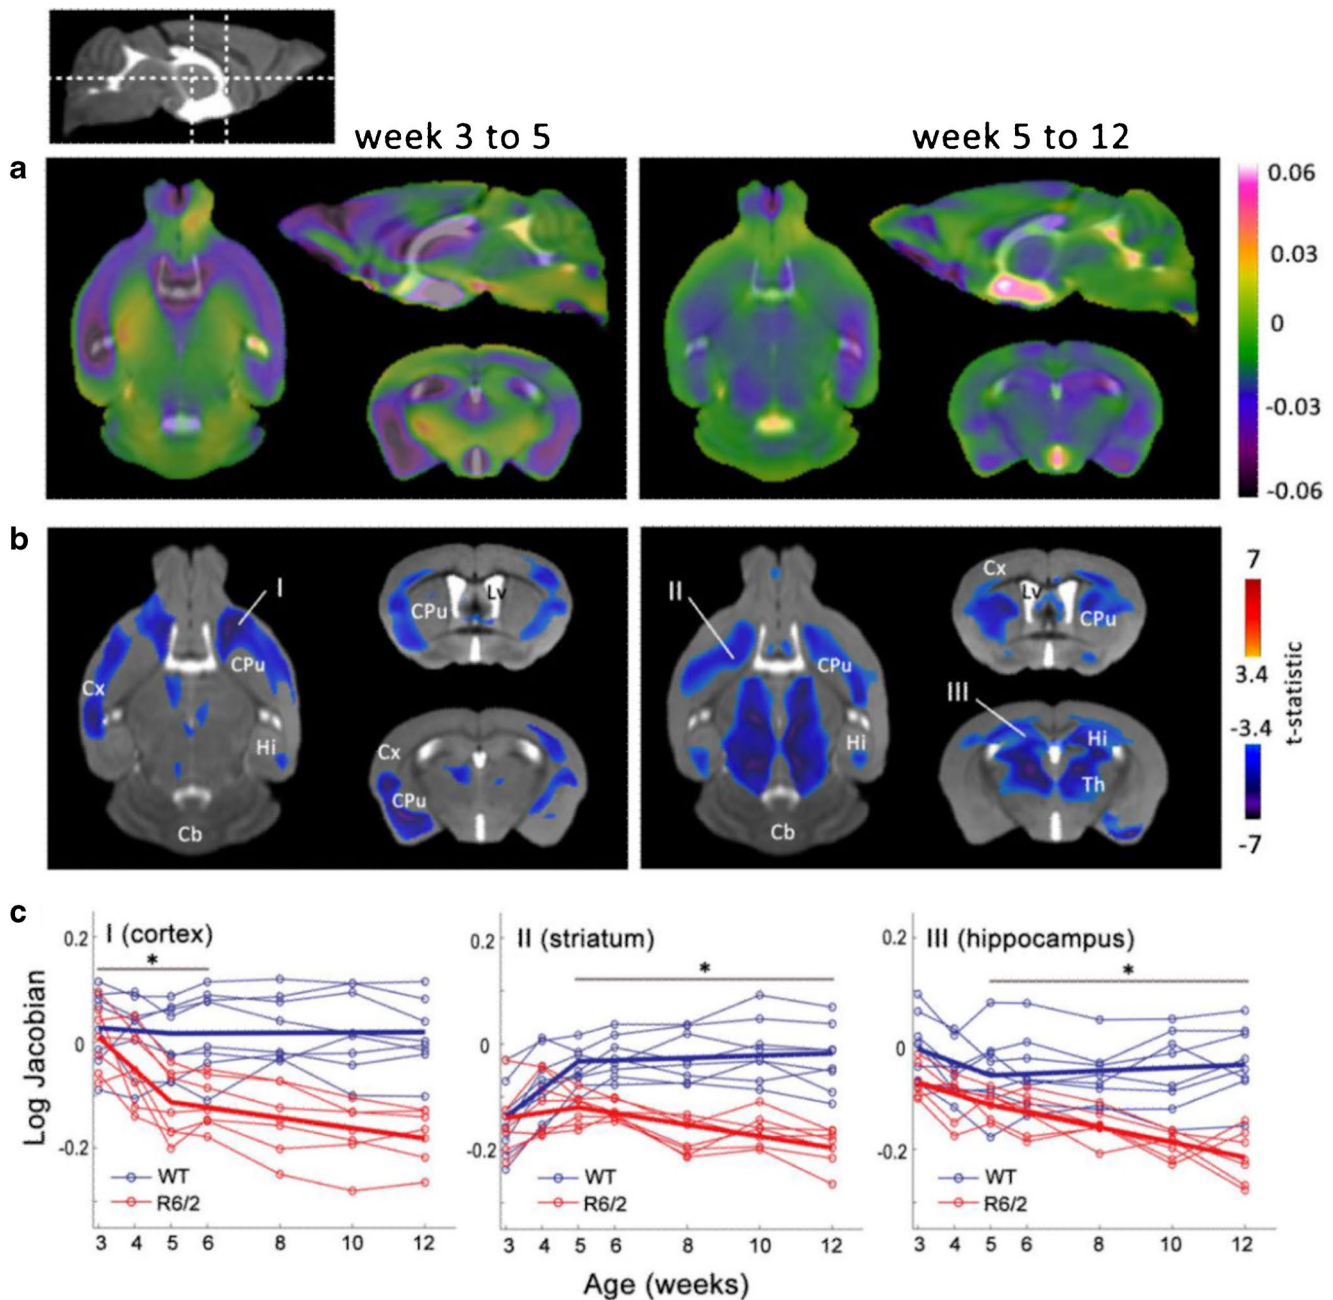 week 3 to 5
week 5 to 12
a
0.06
0.03
0
-0.03
-0.06
b
I
CPu
Lv
CPu
Cx
Hi
Cx
CPu
Cb
II
Cx
Lv
CPu
CPu
III
Hi
Hi
Th
Cb
7
3.4
-3.4
-7
t-statistic
c
I (cortex)
*
0.2
0
-0.2
Log Jacobian
WT
R6/2
3 4 5 6 8 10 12
II (striatum)
*
0.2
0
-0.2
WT
R6/2
3 4 5 6 8 10 12
III (hippocampus)
*
0.2
0
-0.2
WT
R6/2
3 4 5 6 8 10 12
Age (weeks)